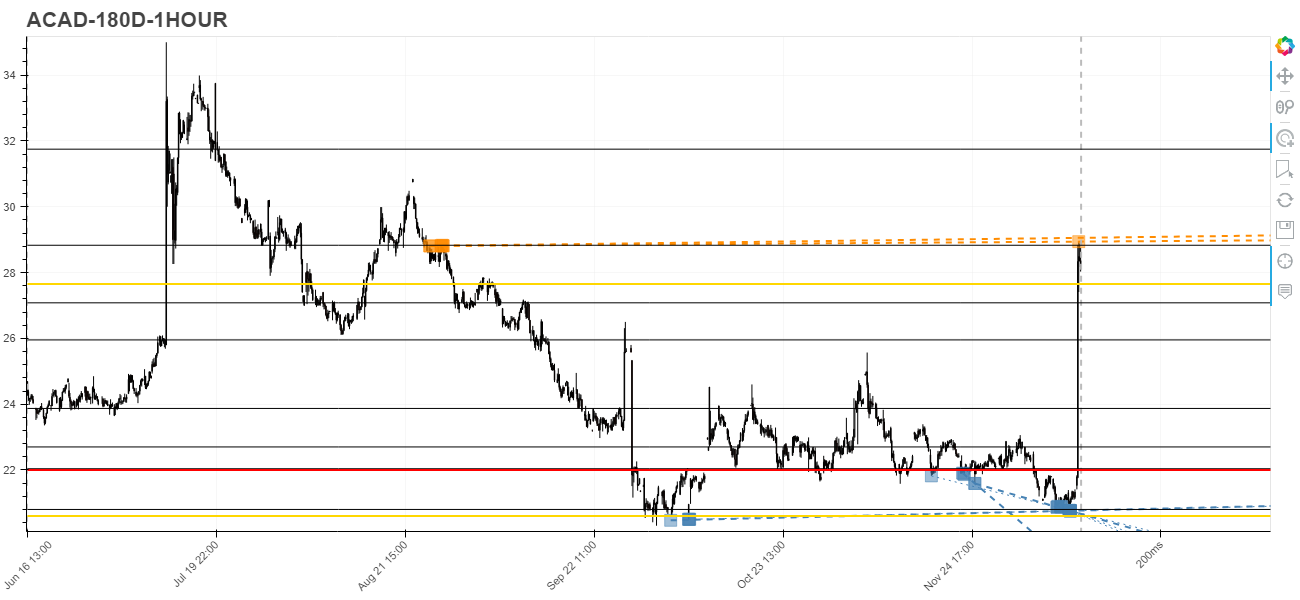 ACAD-180D-1HOUR
34
32
30
28
26
24
22
Jun 16 13:00
Jul 19 22:00
Aug 21 15:00
Sep 22 11:00
Oct 23 13:00
Nov 24 17:00
200ms